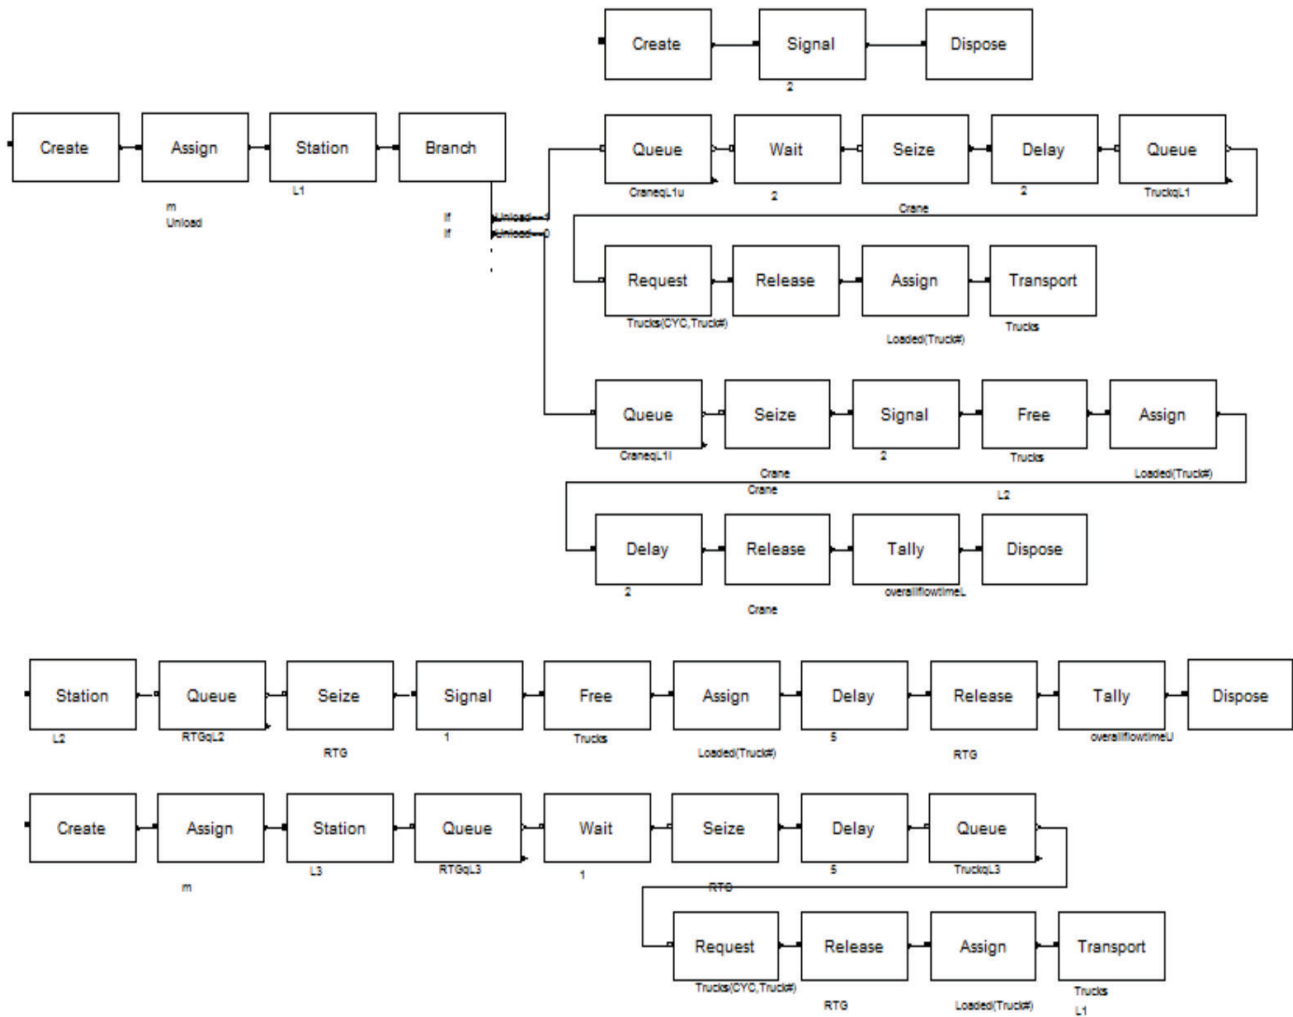 Create
Signal
Dispose
2
Create
Assign
Station
Branch
L1
m
Unload
If
Unload==1
If
Unload==0
Queue
Wait
Seize
Delay
Queue
CraneqL1u
2
Crane
2
TruckqL1
Request
Release
Assign
Transport
Trucks(CYC,Truck#)
Loaded(Truck#)
Trucks
Queue
Seize
Signal
Free
Assign
CraneqL1l
Crane
Crane
2
Trucks
Loaded(Truck#)
L2
Delay
Release
Tally
Dispose
2
Crane
overallflowtimeL
Station
Queue
Seize
Signal
Free
Assign
Delay
Release
Tally
Dispose
L2
RTGqL2
RTG
1
Trucks
Loaded(Truck#)
5
RTG
overallflowtimeU
Create
Assign
Station
Queue
Wait
Seize
Delay
Queue
m
L3
RTGqL3
1
RTG
5
TruckqL3
Request
Release
Assign
Transport
Trucks(CYC,Truck#)
RTG
Loaded(Truck#)
Trucks
L1